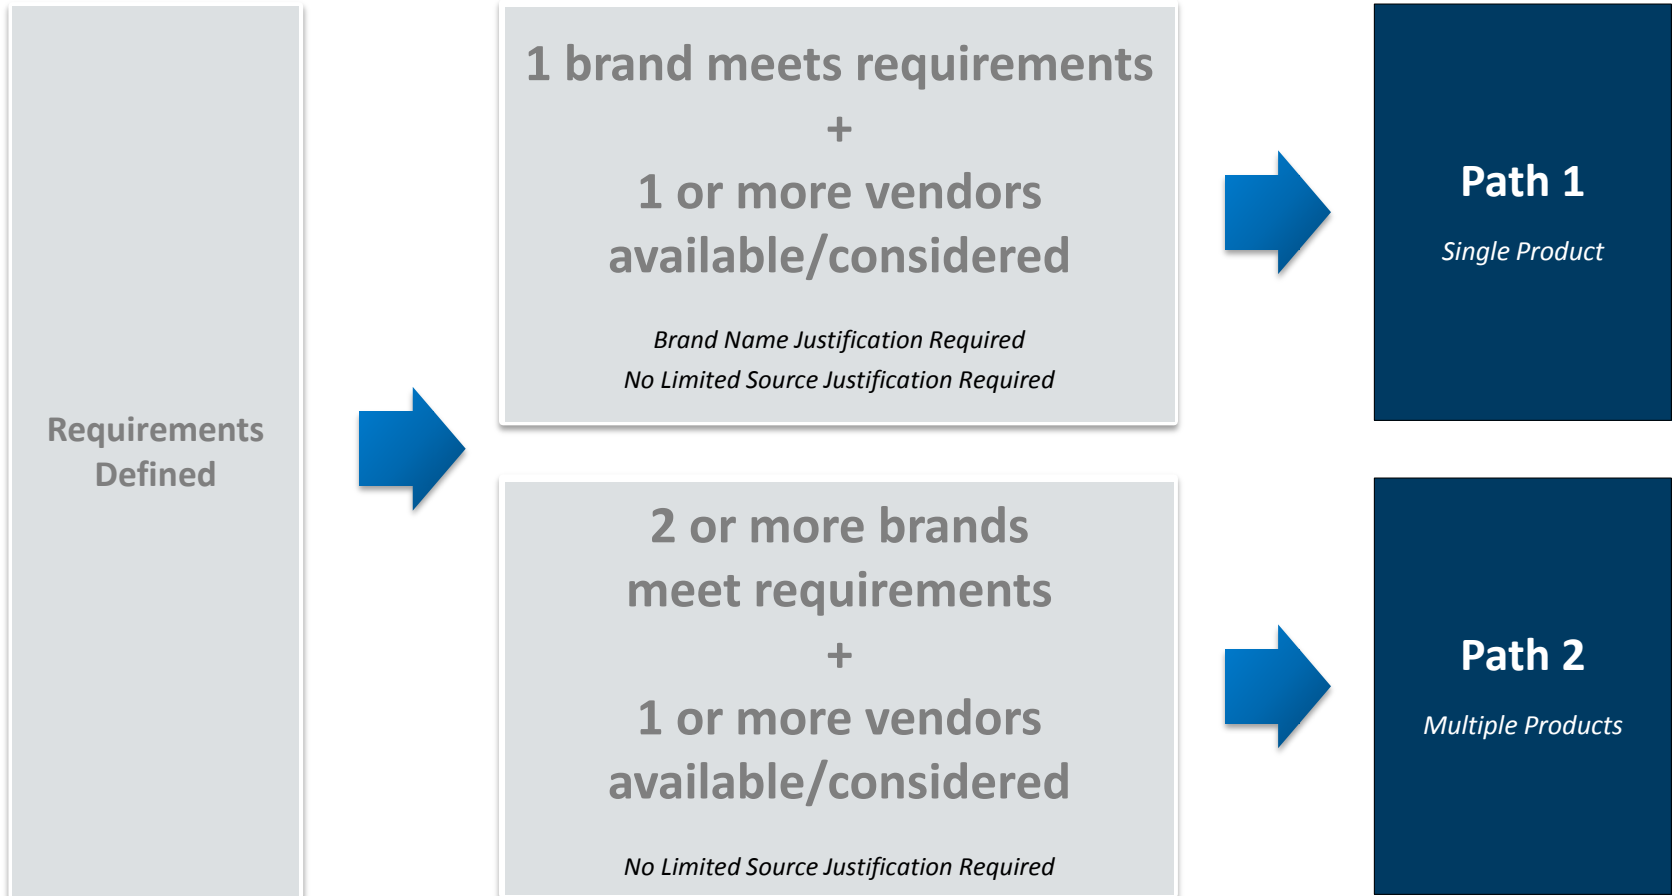 Requirements
Defined
1 brand meets requirements
+
1 or more vendors
available/considered
Brand Name Justification Required
No Limited Source Justification Required
Path 1
Single Product
2 or more brands
meet requirements
+
1 or more vendors
available/considered
No Limited Source Justification Required
Path 2
Multiple Products